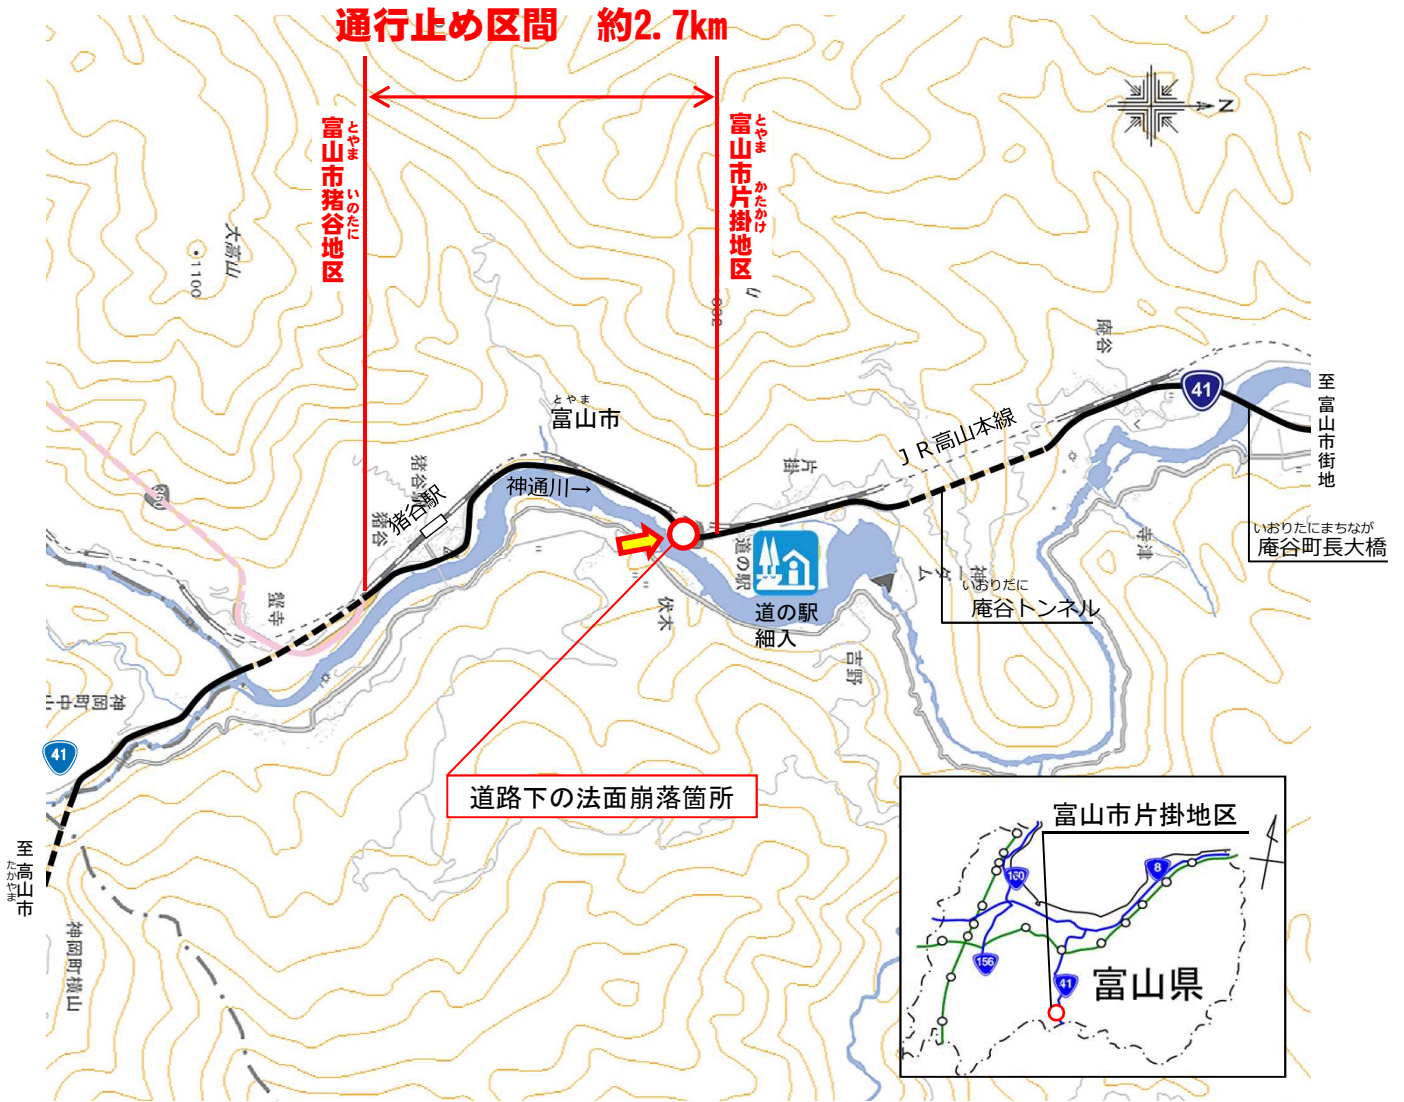 通行止め区間　約2.7km
とやま
いのたに
富山市猪谷地区
とやま
かたかけ
富山市片掛地区
N
大高山
1100
庵谷
41
至 富山市街地
とやま
富山市
JR高山本線
片掛
神通川→
猪谷駅
猪谷
蟹寺
道の駅
道の駅
細入
伏木
吉野
寺津
いおりたにまちなが
庵谷町長大橋
いおりだに
庵谷トンネル
41
道路下の法面崩落箇所
至 高山市
たかやま
神岡町横山
富山市片掛地区
160
8
156
41
富山県